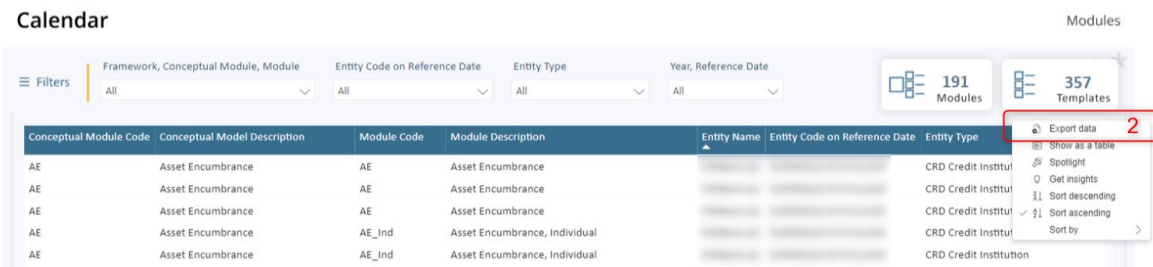 Calendar
Modules
Filters
Framework, Conceptual Module, Module
All
Entity Code on Reference Date
All
Entity Type
All
Year, Reference Date
All
191
Modules
357
Templates
Conceptual Module Code Conceptual Model Description Module Code Module Description Entity Name Entity Code on Reference Date Entity Type
AE Asset Encumbrance AE Asset Encumbrance CRD Credit Institut
AE Asset Encumbrance AE Asset Encumbrance CRD Credit Institut
AE Asset Encumbrance AE Asset Encumbrance CRD Credit Institut
AE Asset Encumbrance AE_Ind Asset Encumbrance, Individual CRD Credit Institut
AE Asset Encumbrance AE_Ind Asset Encumbrance, Individual CRD Credit Institution
Export data 2
Show as a table
Spotlight
Get insights
Sort descending
Sort ascending
Sort by